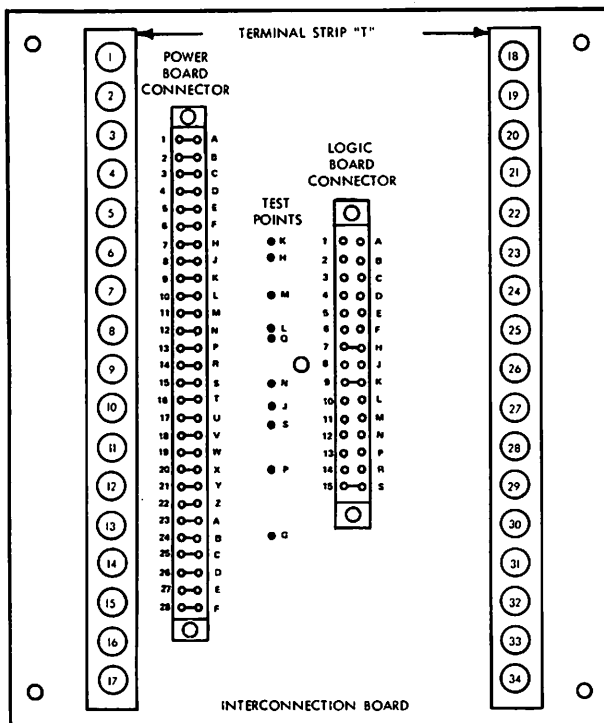 TERMINAL STRIP "T"
1
2
3
4
5
6
7
8
9
10
11
12
13
14
15
16
17
POWER
BOARD
CONNECTOR
1 A
2 B
3 C
4 D
5 E
6 F
7 H
8 J
9 K
10 L
11 M
12 N
13 P
14 R
15 S
16 T
17 U
18 V
19 W
20 X
21 Y
22 Z
23 A
24 B
25 C
26 D
27 E
28 F
TEST
POINTS
K
H
M
L
Q
N
J
S
P
G
LOGIC
BOARD
CONNECTOR
1 A
2 B
3 C
4 D
5 E
6 F
7 H
8 J
9 K
10 L
11 M
12 N
13 P
14 R
15 S
18
19
20
21
22
23
24
25
26
27
28
29
30
31
32
33
34
INTERCONNECTION BOARD